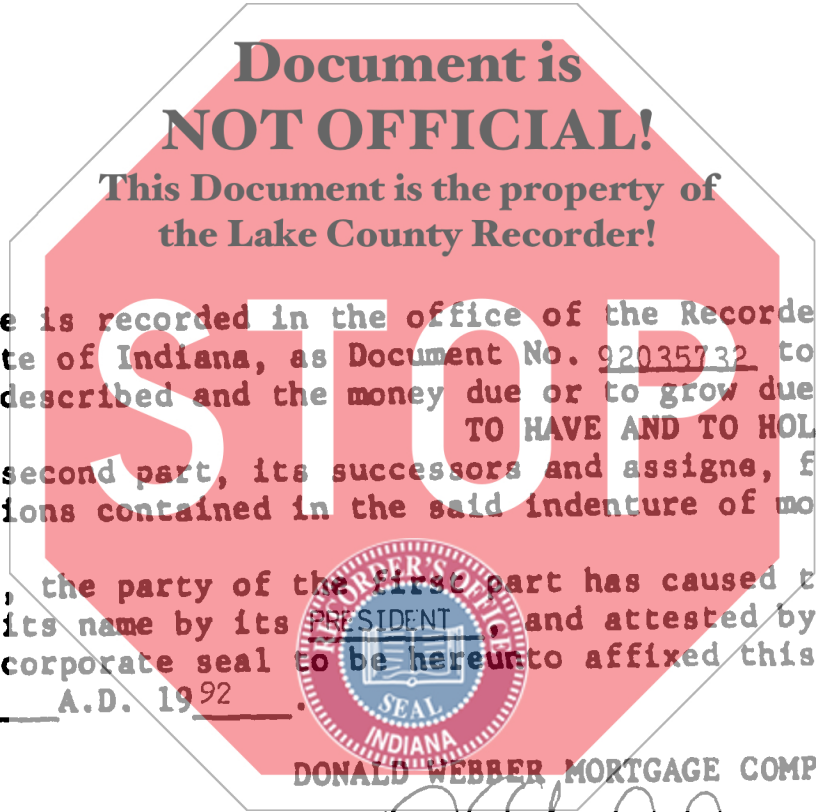 Document is
NOT OFFICIAL!
This Document is the property of
the Lake County Recorder!
STOP
e is recorded in the office of the Recorde
te of Indiana, as Document No. 92035732 to
described and the money due or to grow due
TO HAVE AND TO HOL
second part, its successors and assigns, f
ions contained in the said indenture of mo
, the party of the first part has caused t
its name by its PRESIDENT , and attested by
corporate seal to be hereunto affixed this
A.D. 1992 .
RECORDER'S OFFICE
SEAL
INDIANA
DONALD WEBBER MORTGAGE COMP